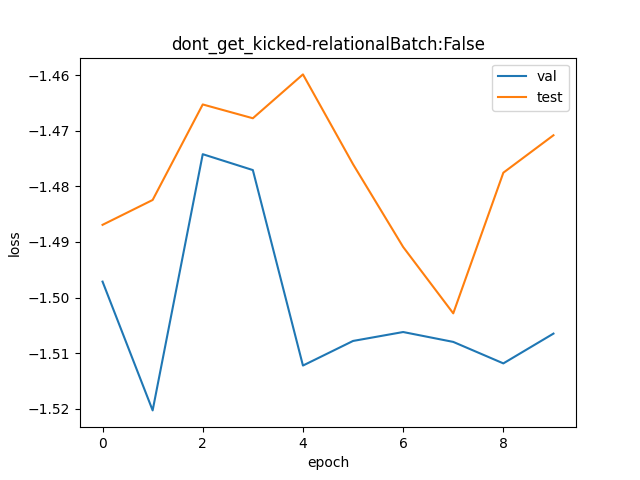 dont_get_kicked-relationalBatch:False
val
test
loss
−1.46
−1.47
−1.48
−1.49
−1.50
−1.51
−1.52
0
2
4
6
8
epoch